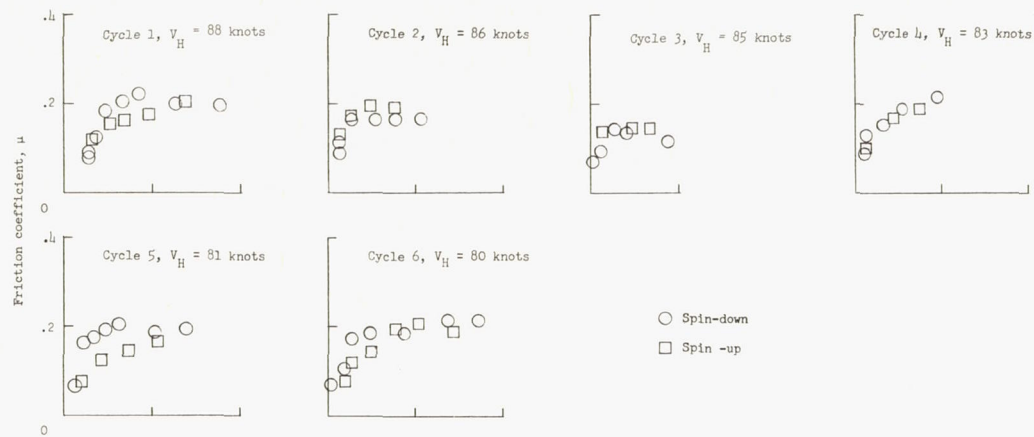 .4
Cycle 1, V_H = 88 knots
Cycle 2, V_H = 86 knots
Cycle 3, V_H = 85 knots
Cycle 4, V_H = 83 knots
.2
0
Friction coefficient, μ
.4
Cycle 5, V_H = 81 knots
Cycle 6, V_H = 80 knots
.2
0
Spin-down
Spin -up